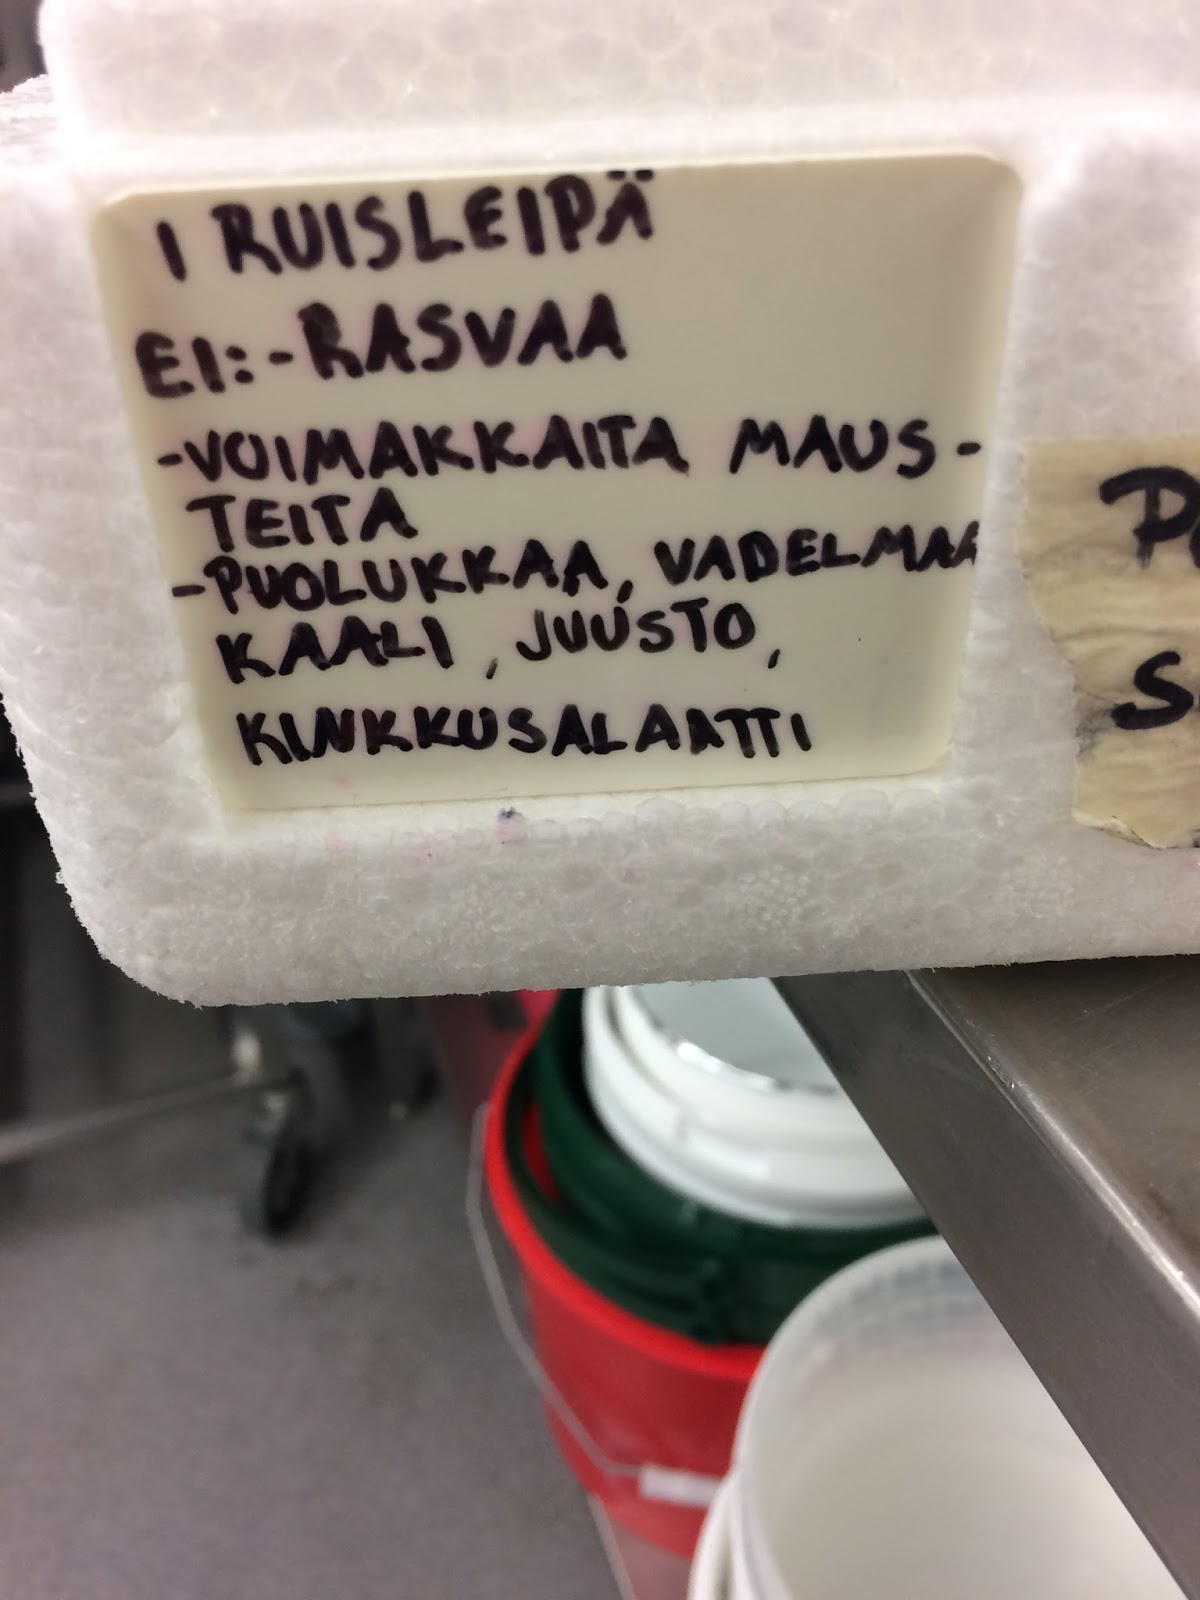 1 RUISLEIPÄ
EI:-RASVAA
-VOIMAKKAITA MAUS-
TEITA
-PUOLUKKAA, VADELMAA
KAALI, JUUSTO,
KINKKUSALAATTI